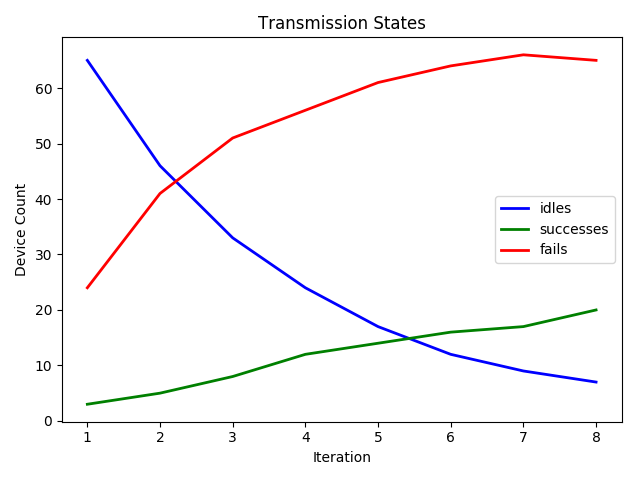 Transmission States
Device Count
60
50
40
30
20
10
0
idles
successes
fails
1 2 3 4 5 6 7 8
Iteration